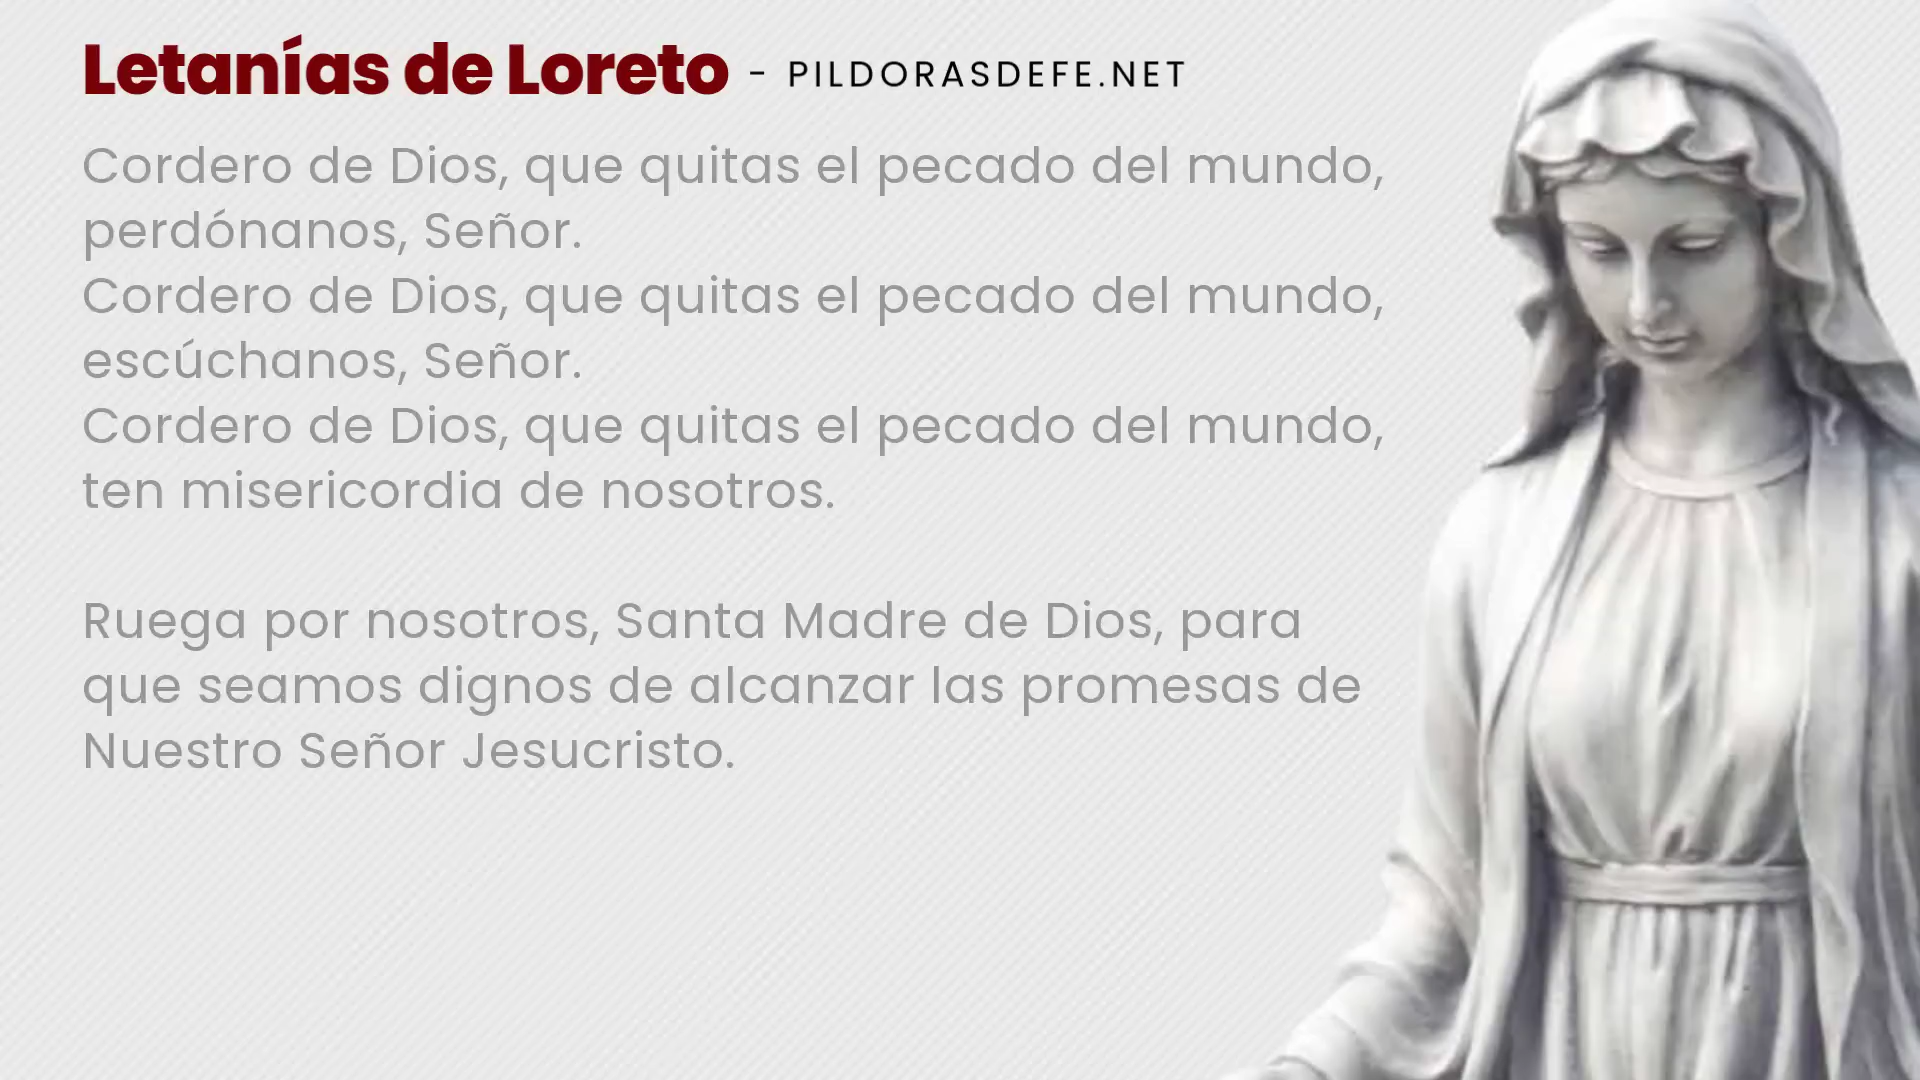 Letanías de Loreto - PILDORASDEFE.NET
Cordero de Dios, que quitas el pecado del mundo,
perdónanos, Señor.
Cordero de Dios, que quitas el pecado del mundo,
escúchanos, Señor.
Cordero de Dios, que quitas el pecado del mundo,
ten misericordia de nosotros.
Ruega por nosotros, Santa Madre de Dios, para
que seamos dignos de alcanzar las promesas de
Nuestro Señor Jesucristo.